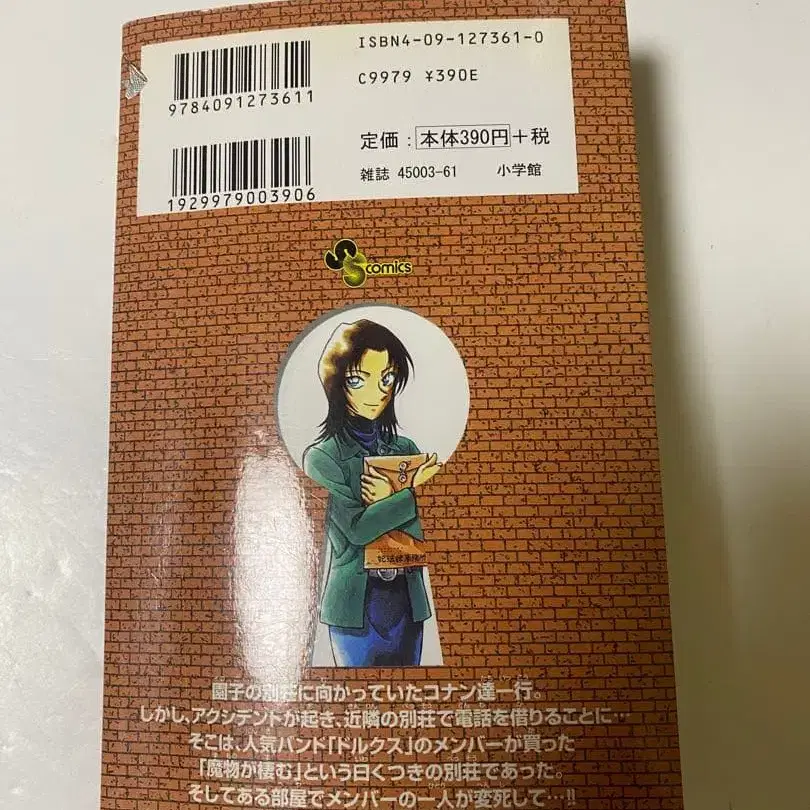 ISBN4-09-127361-0
C9979 ¥390E
9784091273611
定価：本体390円+税
雑誌 45003-61 小学館
1929979003906
S comics
園子の別荘に向かっていたコナン達一行。
しかし、アクシデントが起き、近隣の別荘で電話を借りることに…
そこは、人気バンド「ドルクス」のメンバーが買った
「魔物が棲む」という曰くつきの別荘であった。
そしてある部屋でメンバーの一人が変死して…!!